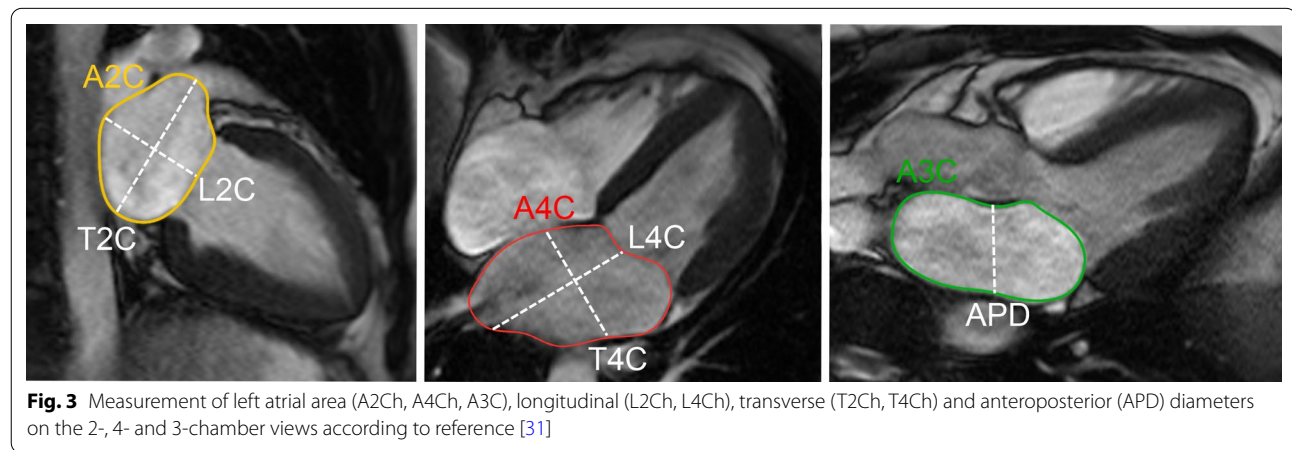 A2C
L2C
T2C
A4C
L4C
T4C
A3C
APD
Fig. 3 Measurement of left atrial area (A2Ch, A4Ch, A3C), longitudinal (L2Ch, L4Ch), transverse (T2Ch, T4Ch) and anteroposterior (APD) diameters
on the 2-, 4- and 3-chamber views according to reference [31]